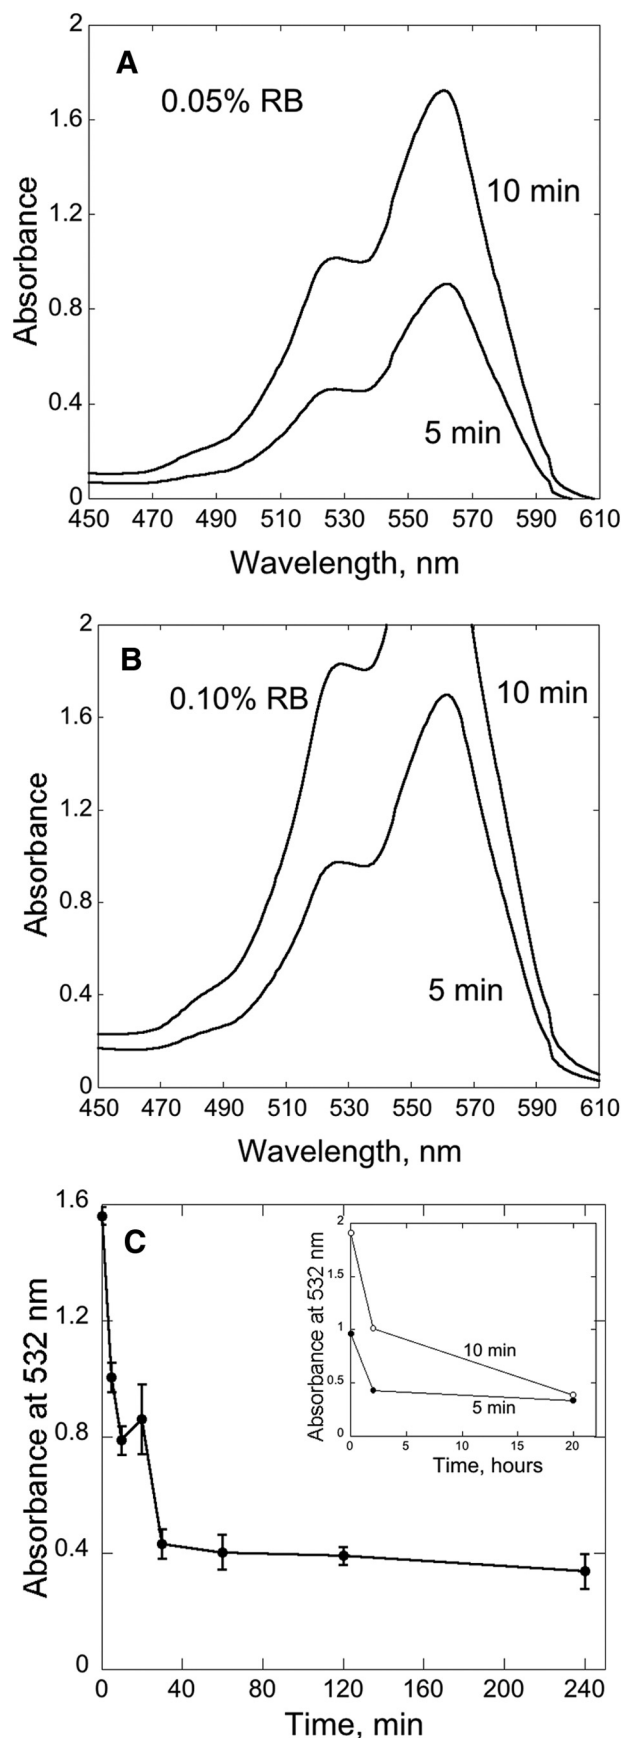 A
0.05% RB
10 min
5 min
Absorbance
2
1.6
1.2
0.8
0.4
0
450 470 490 510 530 550 570 590 610
Wavelength, nm
B
0.10% RB
10 min
5 min
Absorbance
2
1.6
1.2
0.8
0.4
0
450 470 490 510 530 550 570 590 610
Wavelength, nm
C
Absorbance at 532 nm
1.6
1.2
0.8
0.4
0
0 40 80 120 160 200 240
Time, min
Absorbance at 532 nm
2
1.5
1
0.5
0
10 min
5 min
0 5 10 15 20
Time, hours